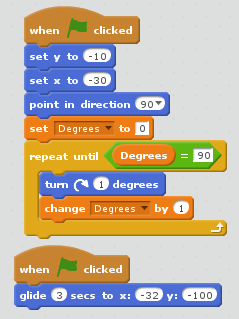 when clicked
set y to -10
set x to -30
point in direction 90
set Degrees to 0
repeat until Degrees = 90
turn 1 degrees
change Degrees by 1
when clicked
glide 3 secs to x: -32 y: -100